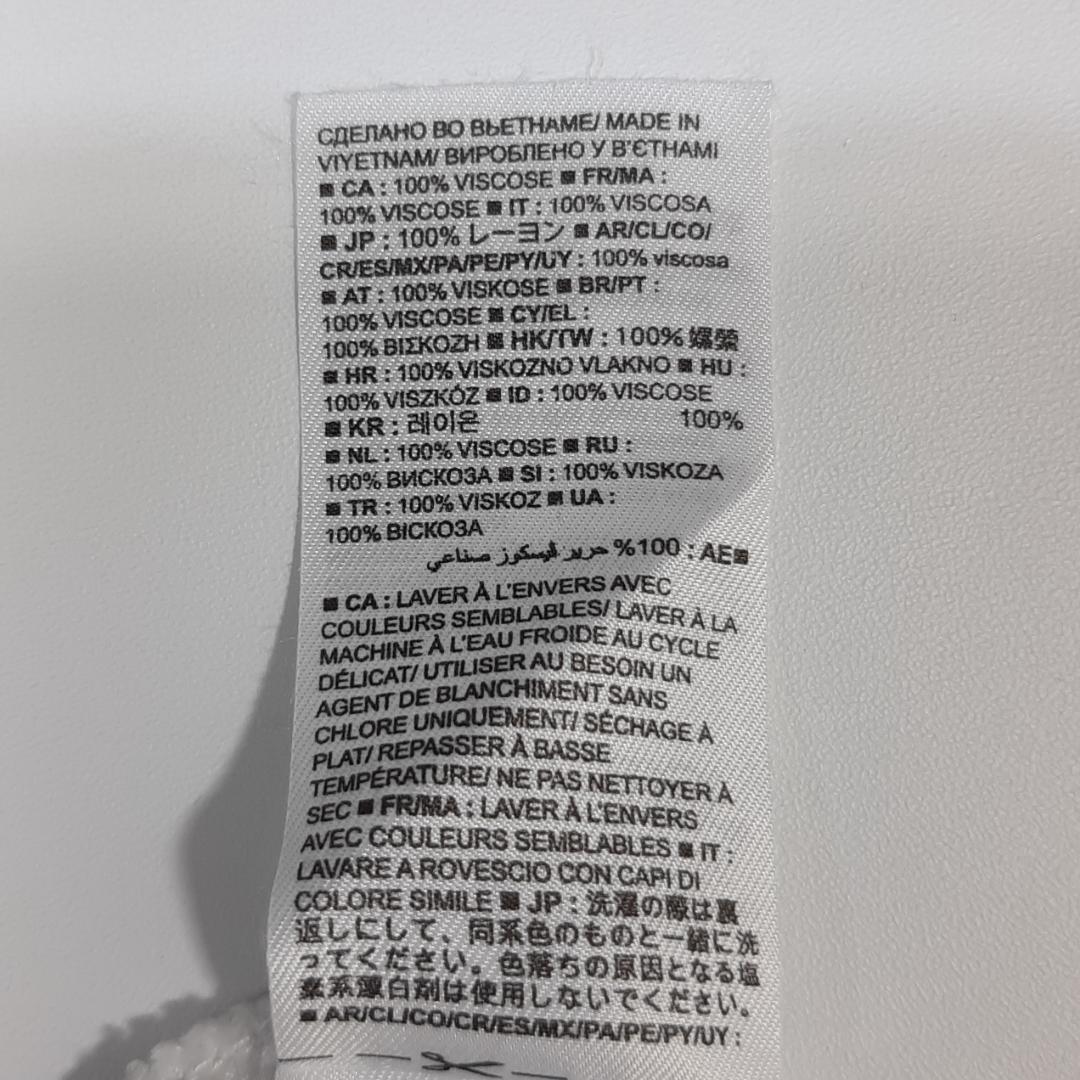 СДЕЛАНО ВО ВЬЕТНАМЕ/ MADE IN
VIYETNAM/ ВИРОБЛЕНО У В'ЄТНАМІ
■ CA : 100% VISCOSE ■ FR/MA :
100% VISCOSE ■ IT : 100% VISCOSA
■ JP : 100% レーヨン ■ AR/CL/CO/
CR/ES/MX/PA/PE/PY/UY : 100% viscosa
■ AT : 100% VISKOSE ■ BR/PT :
100% VISCOSE ■ CY/EL :
100% ΒΙΣΚΟΖΗ ■ HK/TW : 100% 嫘縈
■ HR : 100% VISKOZNO VLAKNO ■ HU :
100% VISZKÓZ ■ ID : 100% VISCOSE
■ KR : 레이온 100%
■ NL : 100% VISCOSE ■ RU :
100% ВИСКОЗА ■ SI : 100% VISKOZA
■ TR : 100% VISKOZ ■ UA :
100% ВІСКОЗА
■AE : 100% حرير فيسكوز صناعي
■ CA : LAVER À L'ENVERS AVEC
COULEURS SEMBLABLES/ LAVER À LA
MACHINE À L'EAU FROIDE AU CYCLE
DÉLICAT/ UTILISER AU BESOIN UN
AGENT DE BLANCHIMENT SANS
CHLORE UNIQUEMENT/ SÉCHAGE À
PLAT/ REPASSER À BASSE
TEMPÉRATURE/ NE PAS NETTOYER À
SEC ■ FR/MA : LAVER À L'ENVERS
AVEC COULEURS SEMBLABLES ■ IT :
LAVARE A ROVESCIO CON CAPI DI
COLORE SIMILE ■ JP : 洗濯の際は裏
返しにして、同系色のものと一緒に洗
ってください。色落ちの原因となる塩
素系漂白剤は使用しないでください。
■ AR/CL/CO/CR/ES/MX/PA/PE/PY/UY :